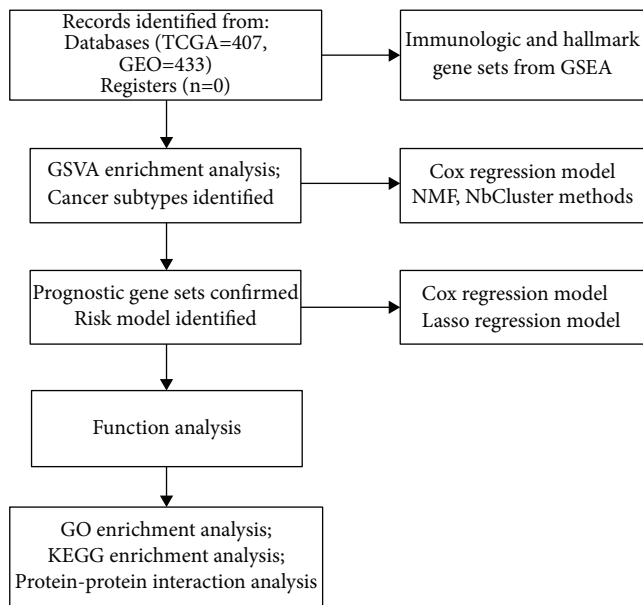 Records identified from:
Databases (TCGA=407,
GEO=433)
Registers (n=0)
Immunologic and hallmark
gene sets from GSEA
GSVA enrichment analysis;
Cancer subtypes identified
Cox regression model
NMF, NbCluster methods
Prognostic gene sets confirmed
Risk model identified
Cox regression model
Lasso regression model
Function analysis
GO enrichment analysis;
KEGG enrichment analysis;
Protein-protein interaction analysis